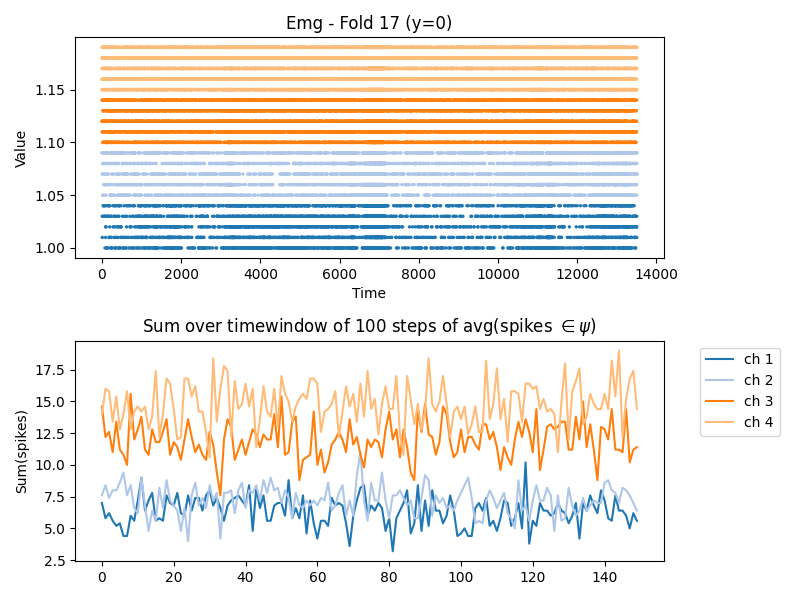 Emg - Fold 17 (y=0)
Value
1.15
1.10
1.05
1.00
0 2000 4000 6000 8000 10000 12000 14000
Time
Sum over timewindow of 100 steps of avg(spikes ∈ ψ)
Sum(spikes)
17.5
15.0
12.5
10.0
7.5
5.0
2.5
0 20 40 60 80 100 120 140
ch 1
ch 2
ch 3
ch 4